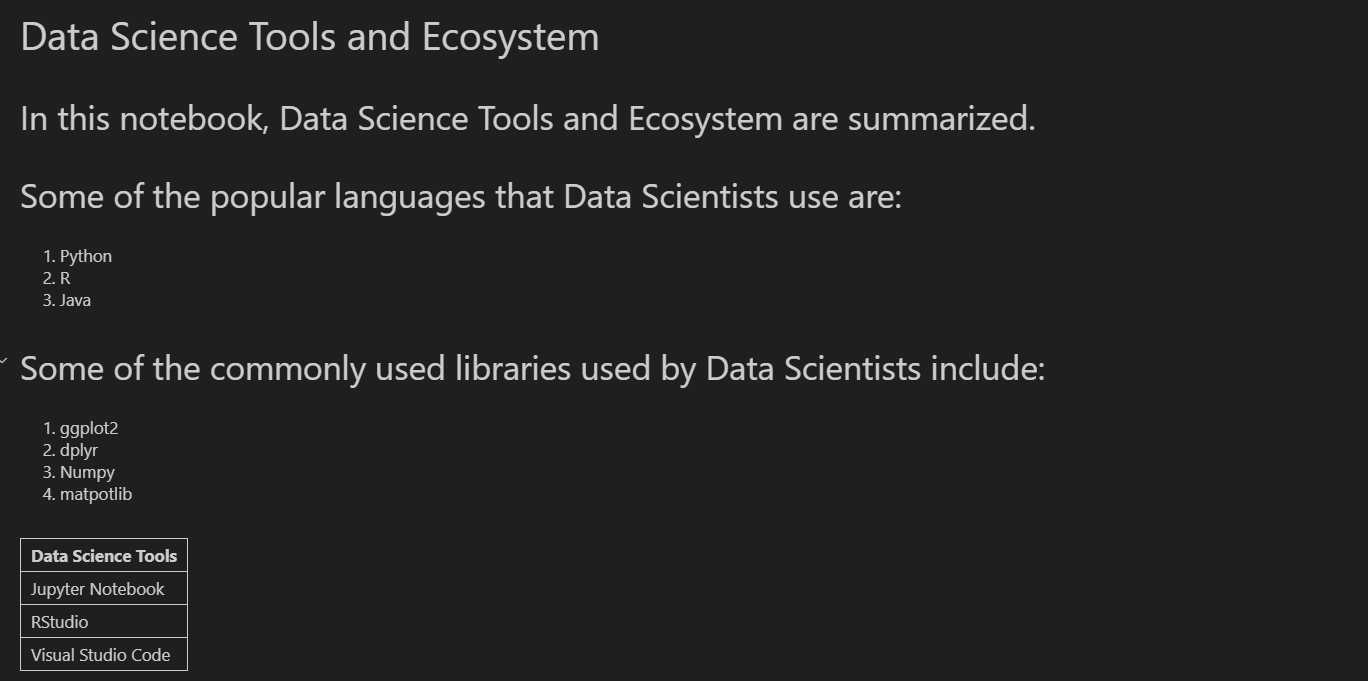 Data Science Tools and Ecosystem
In this notebook, Data Science Tools and Ecosystem are summarized.
Some of the popular languages that Data Scientists use are:
1. Python
2. R
3. Java
Some of the commonly used libraries used by Data Scientists include:
1. ggplot2
2. dplyr
3. Numpy
4. matpotlib
Data Science Tools
Jupyter Notebook
RStudio
Visual Studio Code